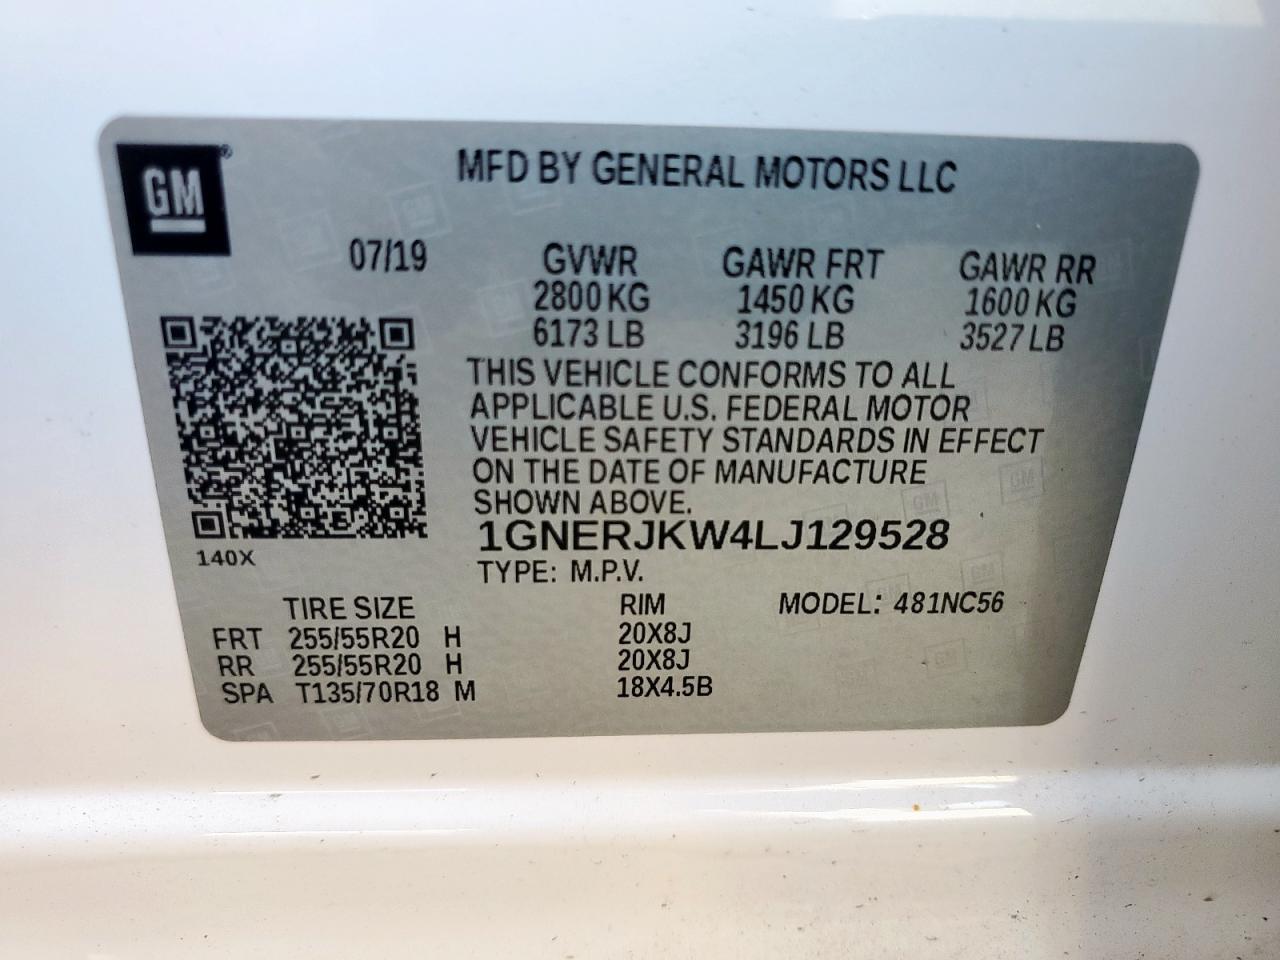 GM®
MFD BY GENERAL MOTORS LLC
07/19 GVWR GAWR FRT GAWR RR
2800 KG 1450 KG 1600 KG
6173 LB 3196 LB 3527 LB
THIS VEHICLE CONFORMS TO ALL
APPLICABLE U.S. FEDERAL MOTOR
VEHICLE SAFETY STANDARDS IN EFFECT
ON THE DATE OF MANUFACTURE
SHOWN ABOVE.
1GNERJKW4LJ129528
140X
TYPE: M.P.V.
TIRE SIZE RIM MODEL: 481NC56
FRT 255/55R20 H 20X8J
RR 255/55R20 H 20X8J
SPA T135/70R18 M 18X4.5B